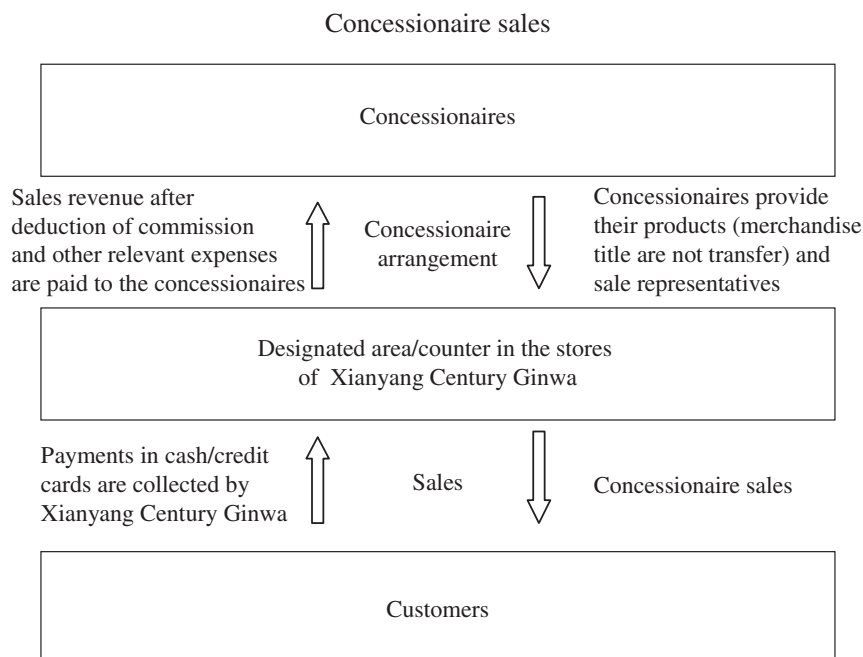 Concessionaire sales
Concessionaires
Sales revenue after
deduction of commission
and other relevant expenses
are paid to the concessionaires
Concessionaire
arrangement
Concessionaires provide
their products (merchandise
title are not transfer) and
sale representatives
Designated area/counter in the stores
of Xianyang Century Ginwa
Payments in cash/credit
cards are collected by
Xianyang Century Ginwa
Sales
Concessionaire sales
Customers